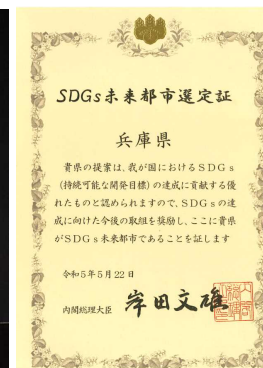 SDGs未来都市選定証
兵庫県
貴県の提案は、我が国におけるSDGs
(持続可能な開発目標)の達成に貢献する優
れたものと認められますので、SDGsの達
成に向けた今後の取組を奨励し、ここに貴県
がSDGs未来都市であることを証します
令和5年5月22日
内閣総理大臣 岸田文雄